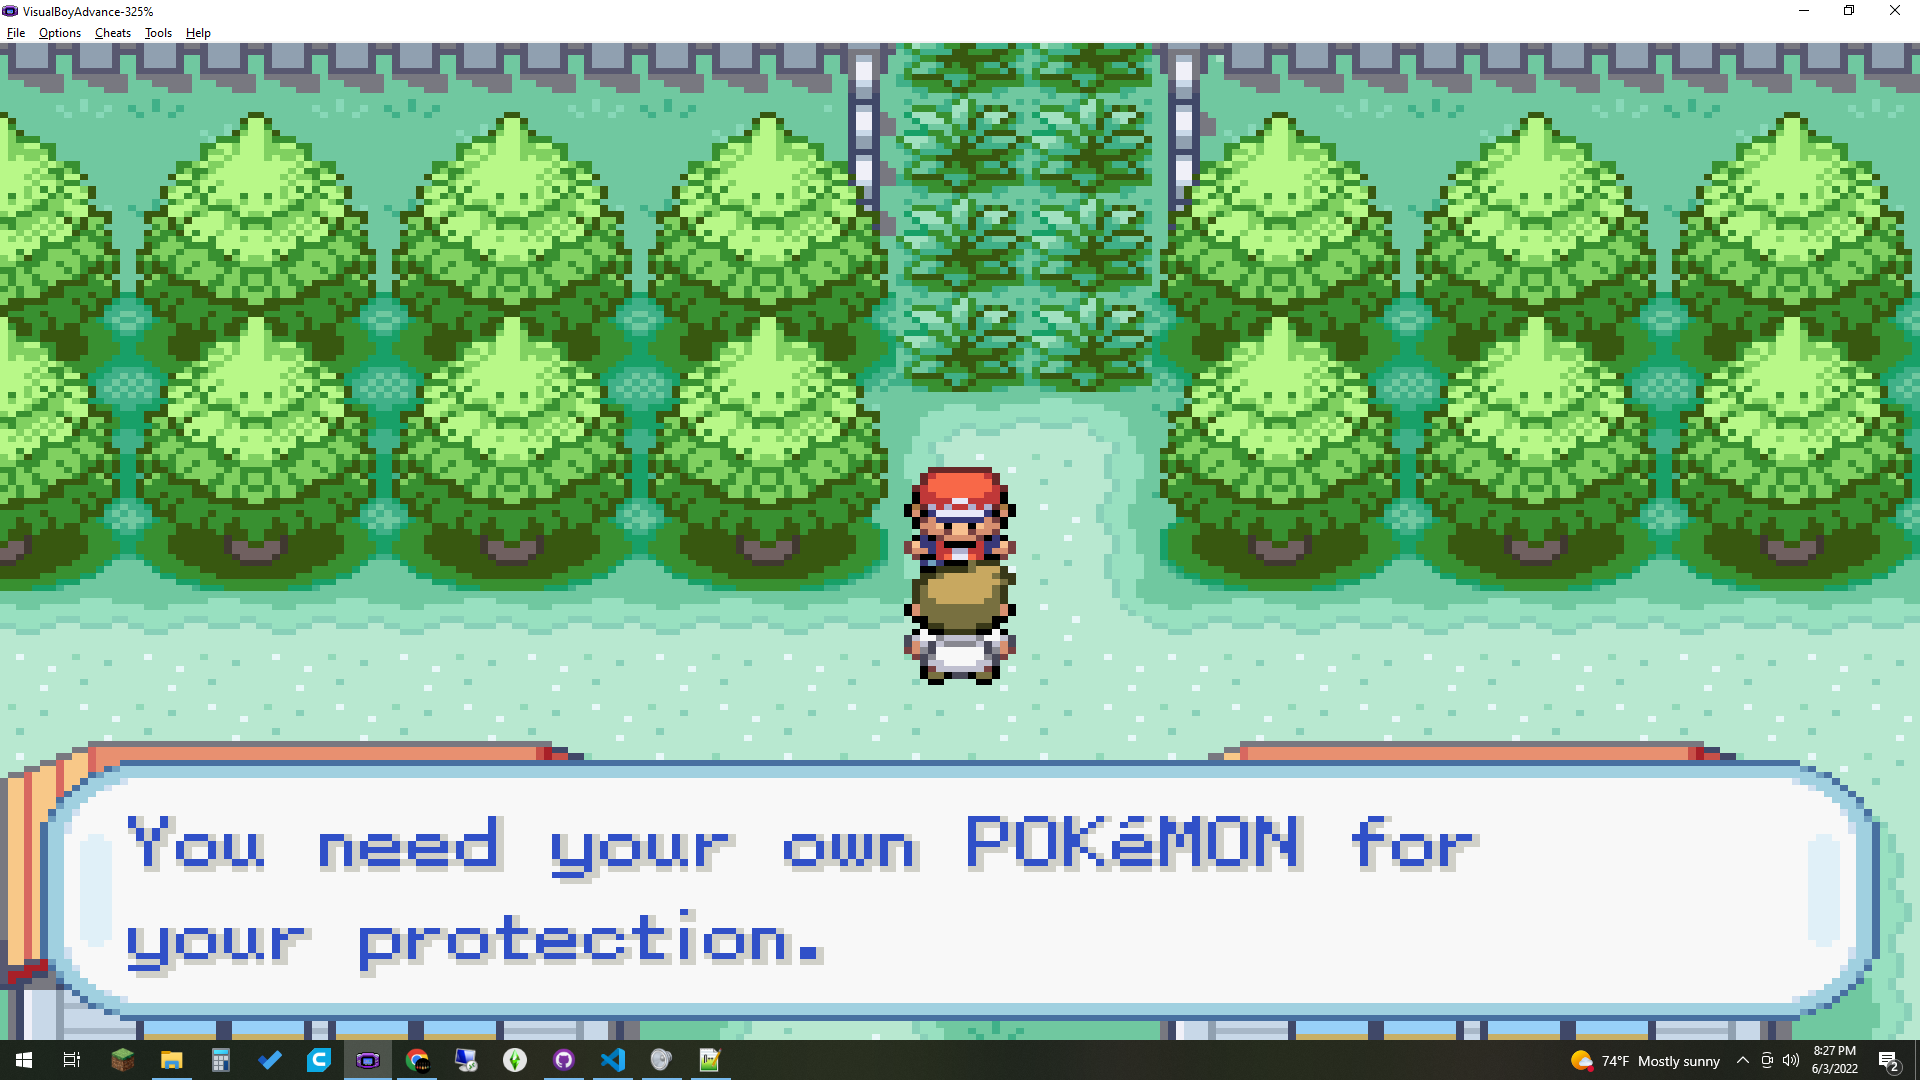 VisualBoyAdvance-325%
File Options Cheats Tools Help
You need your own POKéMON for
your protection.
74°F Mostly sunny
8:27 PM
6/3/2022
2